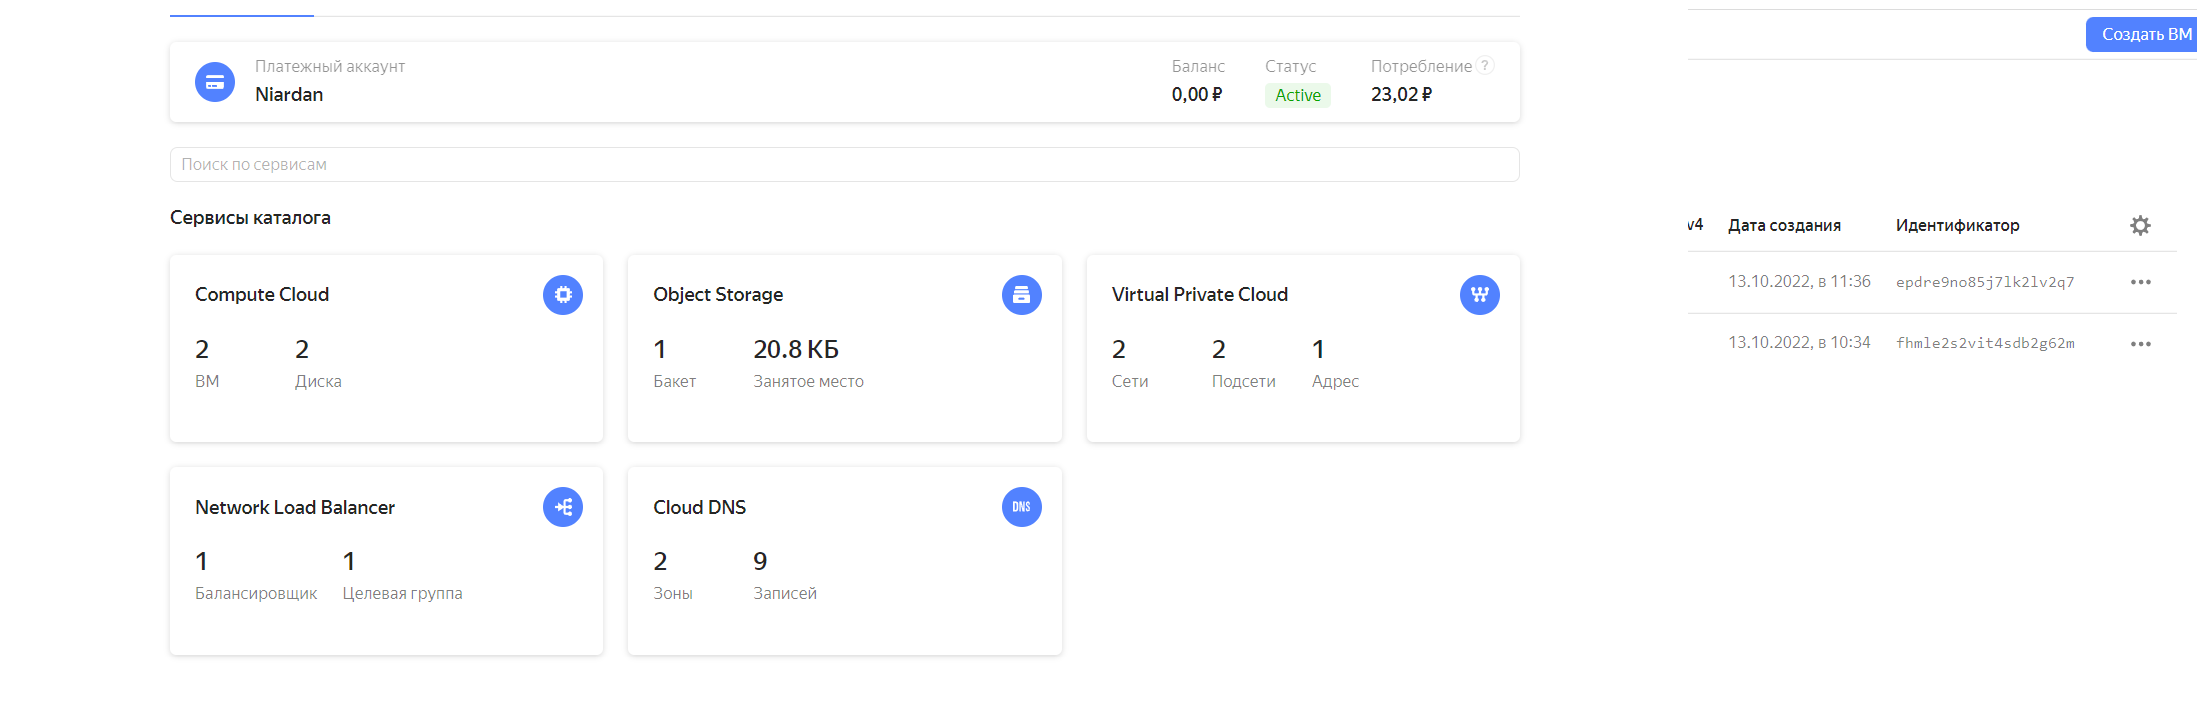 Платежный аккаунт
Niardan
Баланс
0,00 ₽
Статус
Active
Потребление ?
23,02 ₽
Поиск по сервисам
Сервисы каталога
Compute Cloud
2 2
ВМ Диска
Object Storage
1 20.8 КБ
Бакет Занятое место
Virtual Private Cloud
2 2 1
Сети Подсети Адрес
Network Load Balancer
1 1
Балансировщик Целевая группа
Cloud DNS
DNS
2 9
Зоны Записей
Создать ВМ
v4 Дата создания Идентификатор
13.10.2022, в 11:36 epdre9no85j7lk2lv2q7
13.10.2022, в 10:34 fhmle2s2vit4sdb2g62m